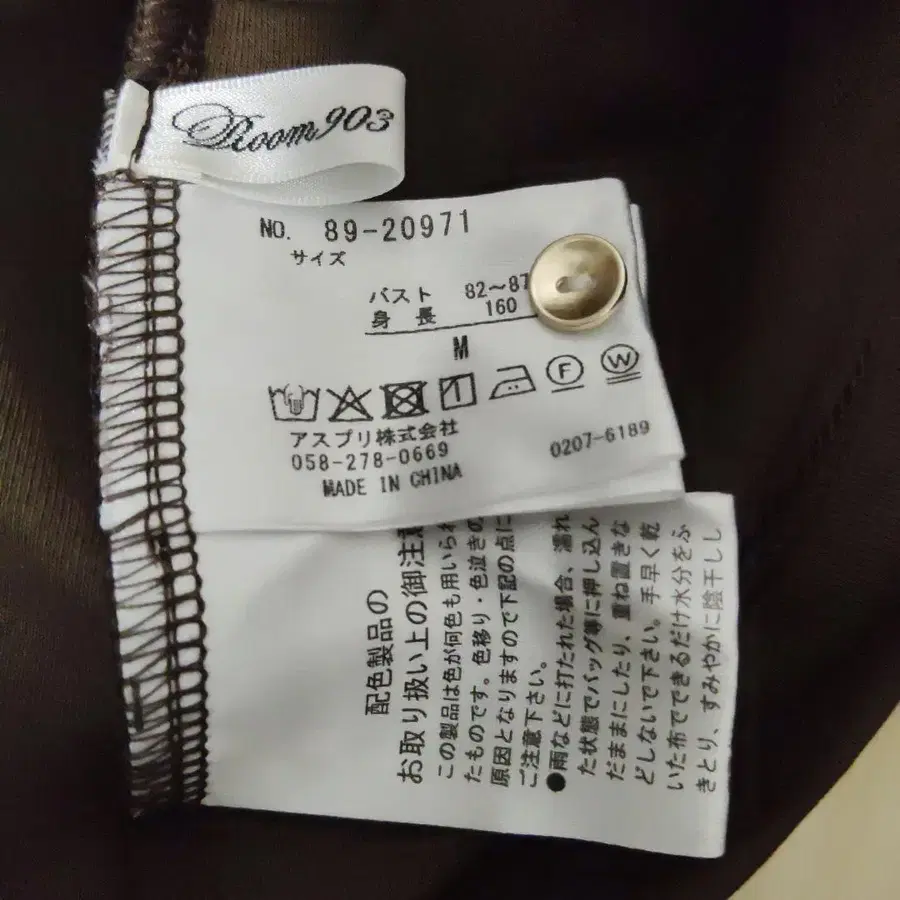 Room903
NO. 89-20971
サイズ
バスト 82～87
身長 160
M
F W
アスプリ株式会社
058-278-0669
0207-6189
MADE IN CHINA
配色製品の
お取り扱い上の御注意
この製品は色が何色も用いられ
たものです。色移り・色泣きの
原因となりますので下記の点に
ご注意下さい。
●雨などに打たれた場合、濡れ
た状態でバッグ等に押し込ん
だままにしたり、重ね置きな
どしないで下さい。手早く乾
いた布でできるだけ水分をふ
きとり、すみやかに陰干しし